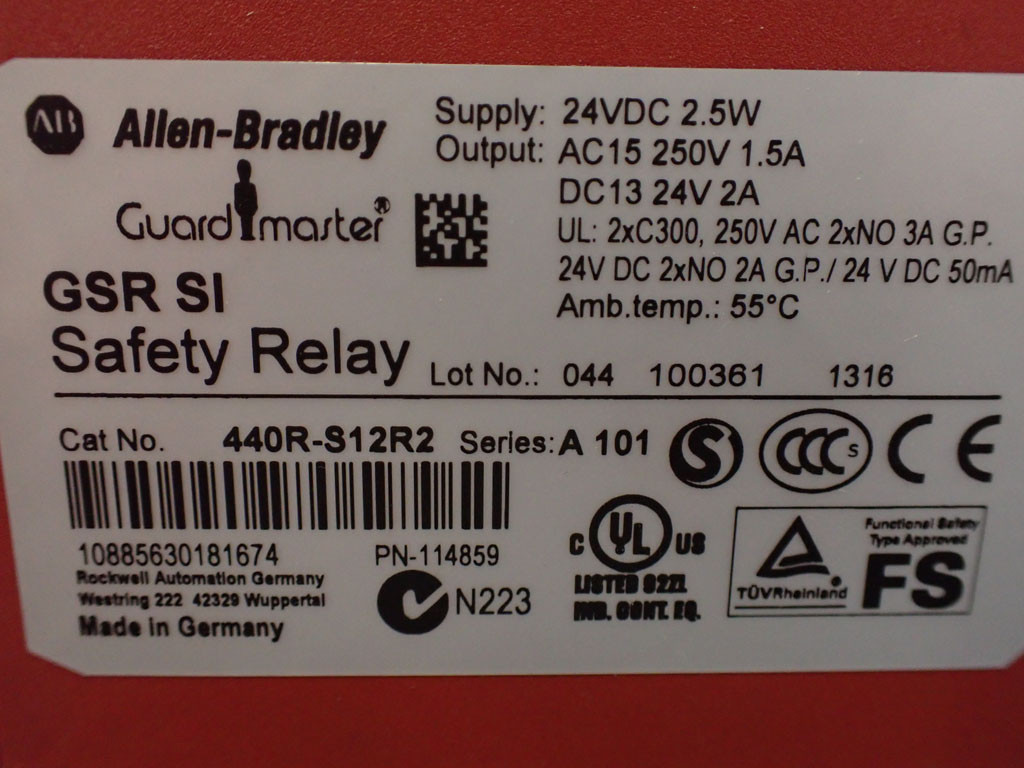 AB Allen-Bradley
Guardmaster®
GSR SI
Safety Relay
Supply: 24VDC 2.5W
Output: AC15 250V 1.5A
DC13 24V 2A
UL: 2xC300, 250V AC 2xNO 3A G.P.
24V DC 2xNO 2A G.P./ 24 V DC 50mA
Amb.temp.: 55°C
Lot No.: 044 100361 1316
Cat No. 440R-S12R2 Series: A 101
S CCC S CE
10885630181674 PN-114859
Rockwell Automation Germany
Westring 222 42329 Wuppertal
Made in Germany
N223
C UL US
LISTED 92ZL
IND. CONT. EQ.
TÜVRheinland®
Functional Safety
Type Approved
FS